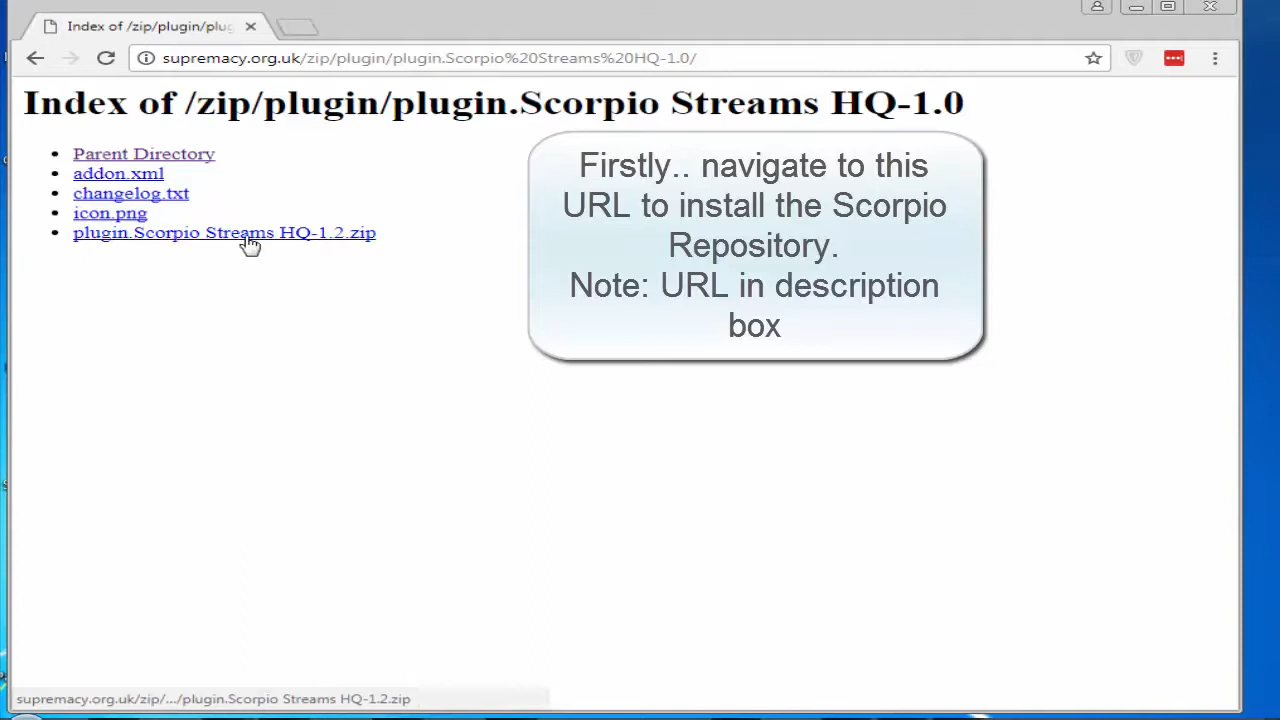 Index of /zip/plugin/plug
supremacy.org.uk/zip/plugin/plugin.Scorpio%20Streams%20HQ-1.0/
Index of /zip/plugin/plugin.Scorpio Streams HQ-1.0
Parent Directory
addon.xml
changelog.txt
icon.png
plugin.Scorpio Streams HQ-1.2.zip
Firstly.. navigate to this
URL to install the Scorpio
Repository.
Note: URL in description
box
supremacy.org.uk/zip/.../plugin.Scorpio Streams HQ-1.2.zip